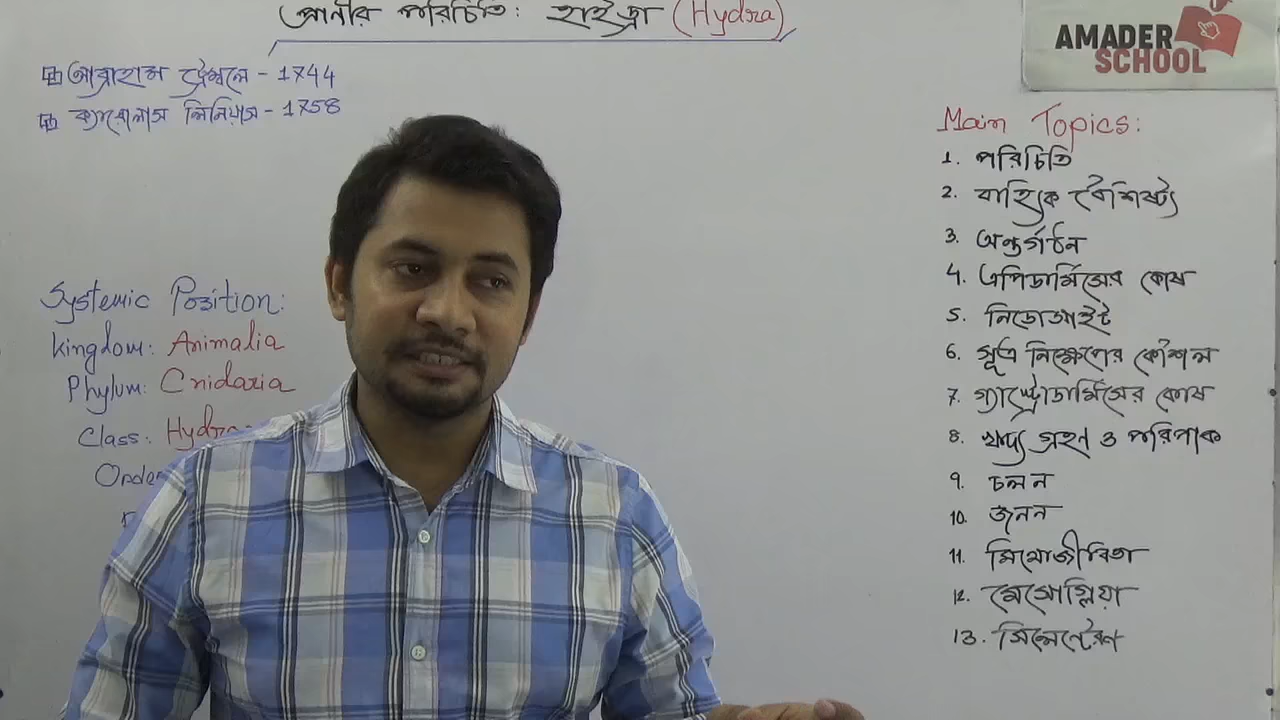 প্রাণীর পরিচিতি: হাইড্রা (Hydra)
আব্রাহাম ট্রেম্বলে - 1744
ক্যারোলাস লিনিয়াস - 1758
Systemic Position:
Kingdom: Animalia
Phylum: Cnidaria
Class: Hydro
Order
AMADER
SCHOOL
Main Topics:
1. পরিচিতি
2. বাহ্যিক বৈশিষ্ট্য
3. অন্তর্গঠন
4. এপিডার্মিসের কোষ
5. নিডোসাইট
6. সূত্র নিক্ষেপের কৌশল
7. গ্যাস্ট্রোডার্মিসের কোষ
8. খাদ্য গ্রহণ ও পরিপাক
9. চলন
10. জনন
11. মিথোজীবিতা
12. মেসোগ্লিয়া
13. সিলেন্টেরণ